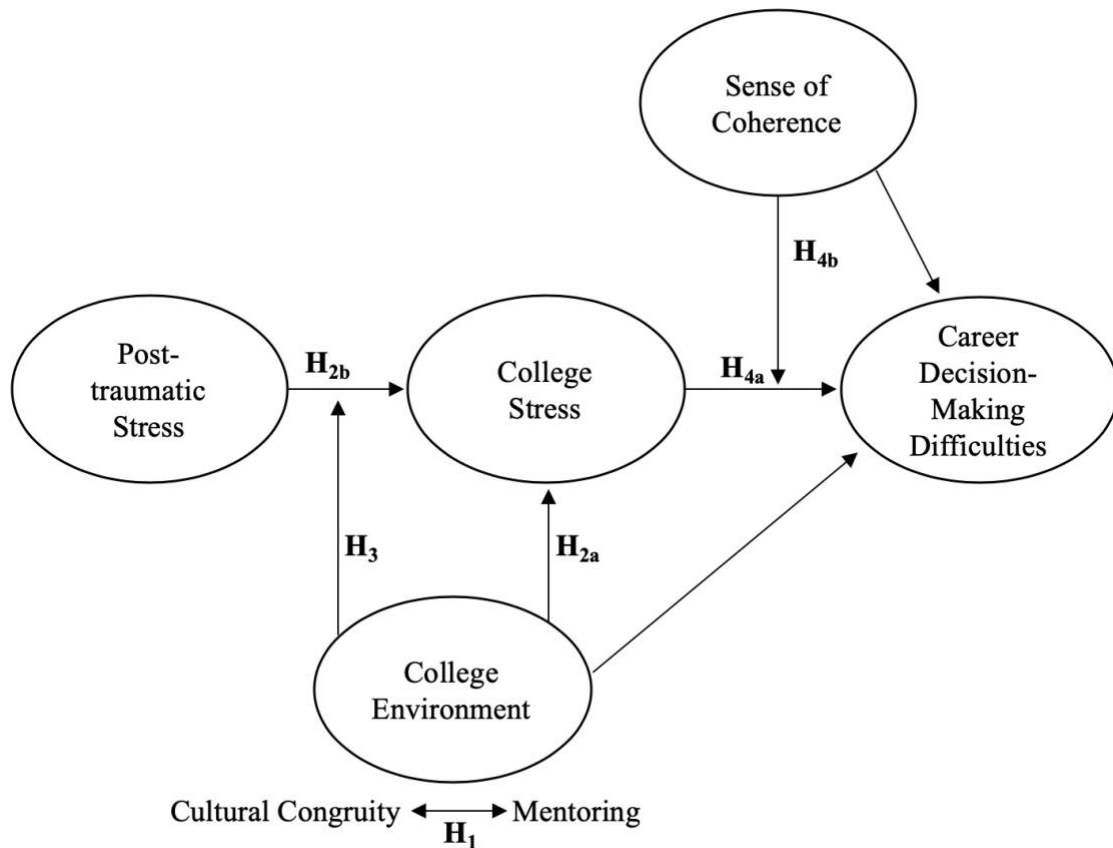 Sense of
Coherence
H4b
Post-
traumatic
Stress
H2b
College
Stress
H4a
Career
Decision-
Making
Difficulties
H3
H2a
College
Environment
Cultural Congruity
Mentoring
H1